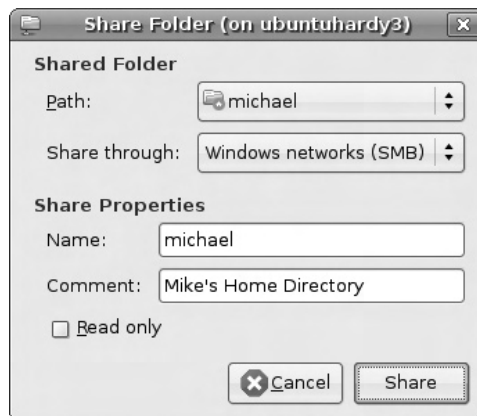 Share Folder (on ubuntuhardy3)
Shared Folder
Path: michael
Share through: Windows networks (SMB)
Share Properties
Name: michael
Comment: Mike's Home Directory
Read only
Cancel Share